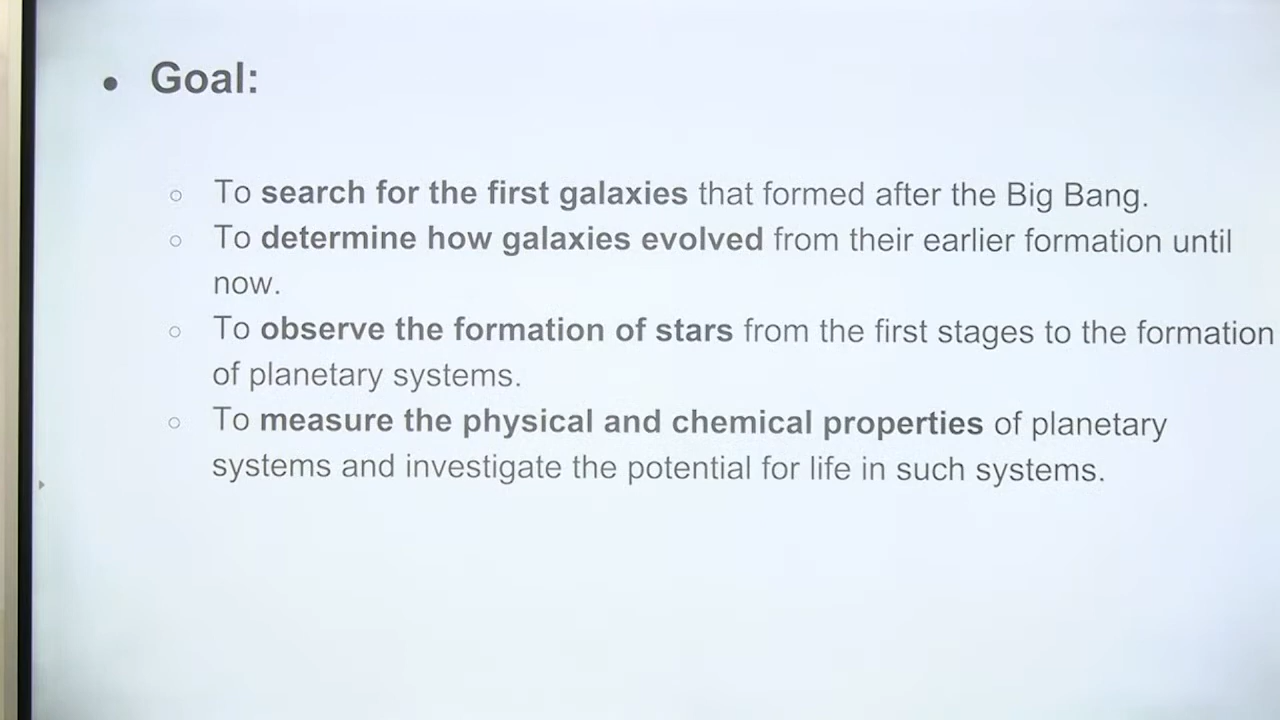 • Goal:
○ To search for the first galaxies that formed after the Big Bang.
○ To determine how galaxies evolved from their earlier formation until
now.
○ To observe the formation of stars from the first stages to the formation
of planetary systems.
○ To measure the physical and chemical properties of planetary
systems and investigate the potential for life in such systems.